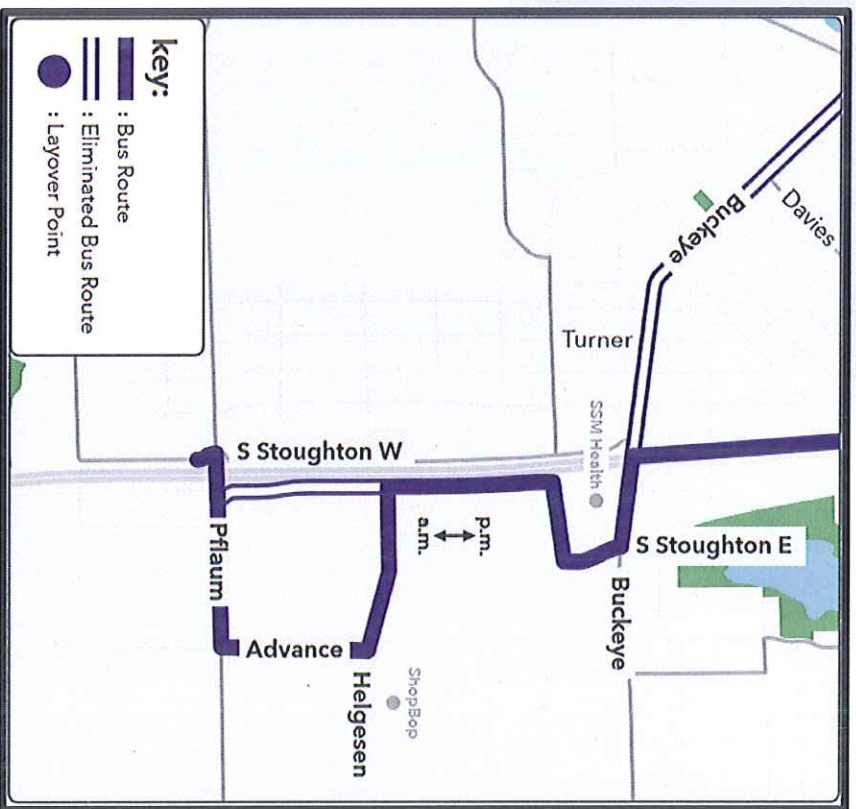 key:
: Bus Route
: Eliminated Bus Route
: Layover Point
Davies
Buckeye
Turner
SSM Health
S Stoughton W
S Stoughton E
p.m.
a.m.
Buckeye
Pflaum
Advance
Helgesen
ShopBop